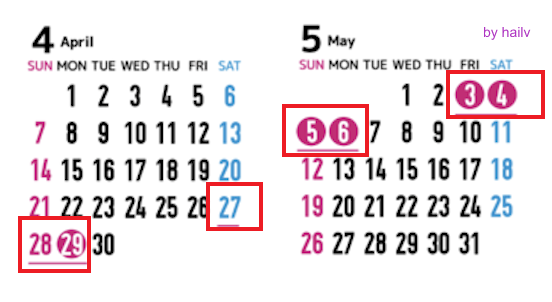 by hailv
4 April
SUN MON TUE WED THU FRI SAT
1 2 3 4 5 6
7 8 9 10 11 12 13
14 15 16 17 18 19 20
21 22 23 24 25 26 27
28 29 30
5 May
SUN MON TUE WED THU FRI SAT
1 2 3 4
5 6 7 8 9 10 11
12 13 14 15 16 17 18
19 20 21 22 23 24 25
26 27 28 29 30 31